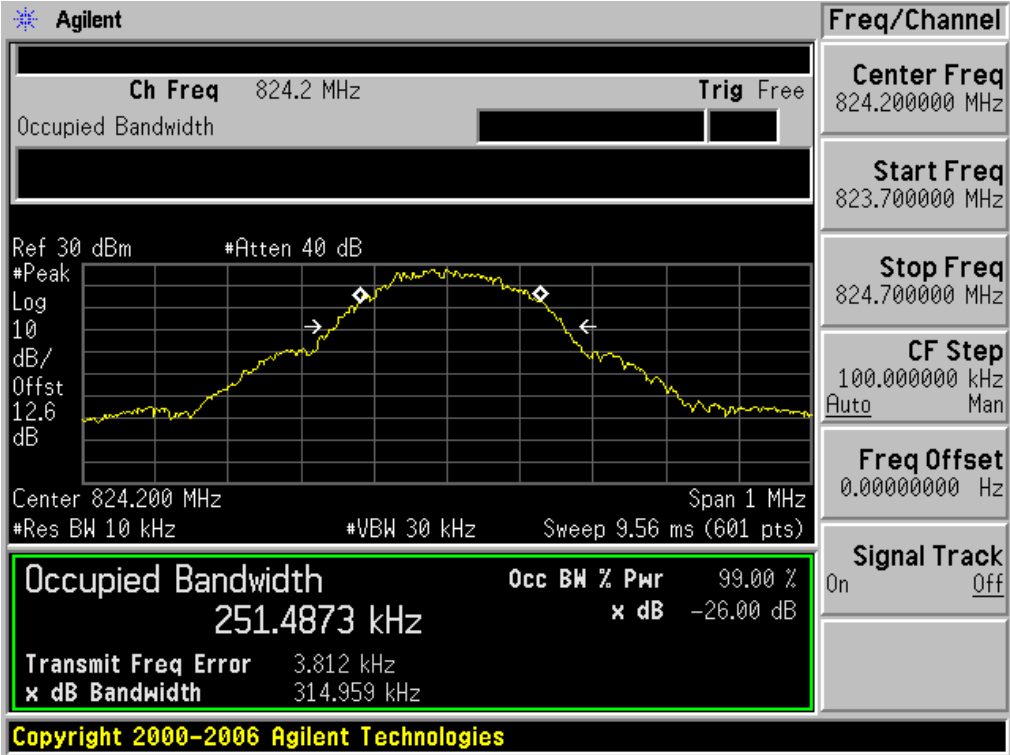 Agilent
Freq/Channel
Ch Freq 824.2 MHz Trig Free
Occupied Bandwidth
Center Freq
824.200000 MHz
Start Freq
823.700000 MHz
Stop Freq
824.700000 MHz
CF Step
100.000000 kHz
Auto Man
Freq Offset
0.00000000 Hz
Signal Track
On Off
Ref 30 dBm #Atten 40 dB
#Peak
Log
10
dB/
Offst
12.6
dB
Center 824.200 MHz Span 1 MHz
#Res BW 10 kHz #VBW 30 kHz Sweep 9.56 ms (601 pts)
Occupied Bandwidth Occ BW % Pwr 99.00 %
251.4873 kHz x dB -26.00 dB
Transmit Freq Error 3.812 kHz
x dB Bandwidth 314.959 kHz
Copyright 2000-2006 Agilent Technologies